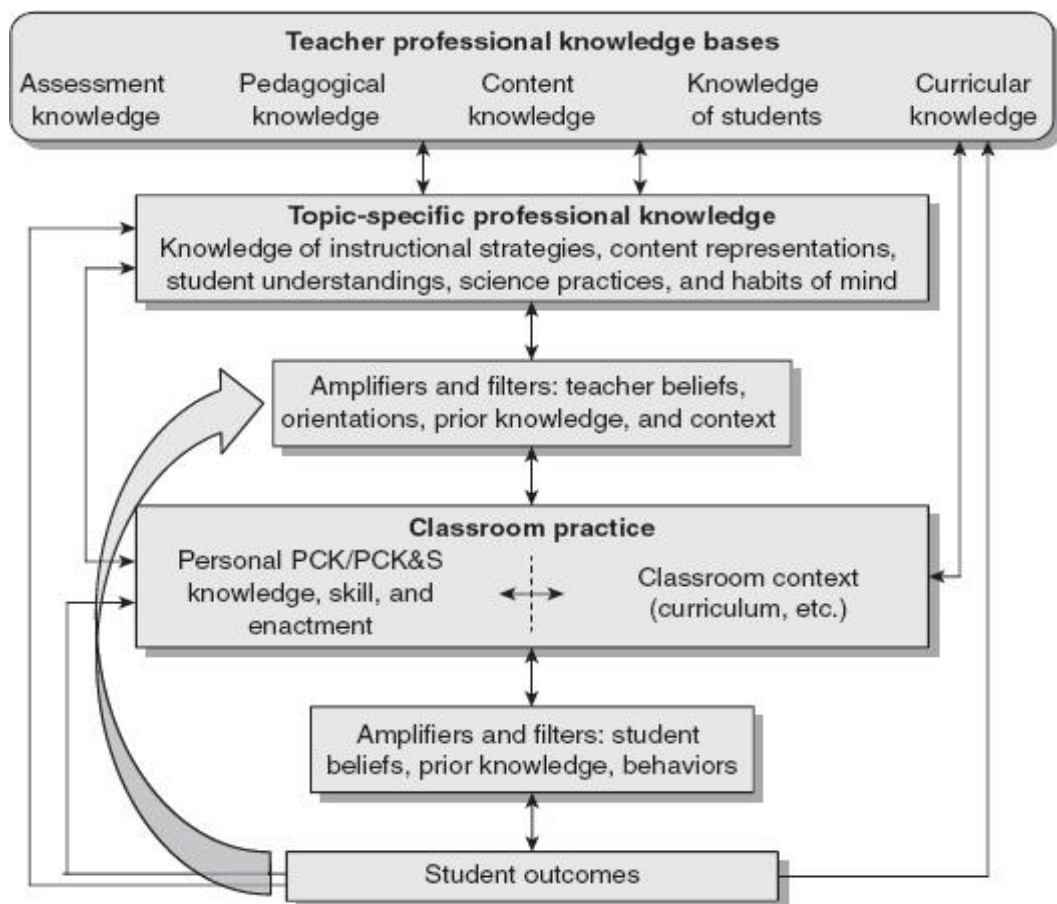 Teacher professional knowledge bases
Assessment knowledge
Pedagogical knowledge
Content knowledge
Knowledge of students
Curricular knowledge
Topic-specific professional knowledge
Knowledge of instructional strategies, content representations,
student understandings, science practices, and habits of mind
Amplifiers and filters: teacher beliefs,
orientations, prior knowledge, and context
Classroom practice
Personal PCK/PCK&S
knowledge, skill, and
enactment
Classroom context
(curriculum, etc.)
Amplifiers and filters: student
beliefs, prior knowledge, behaviors
Student outcomes